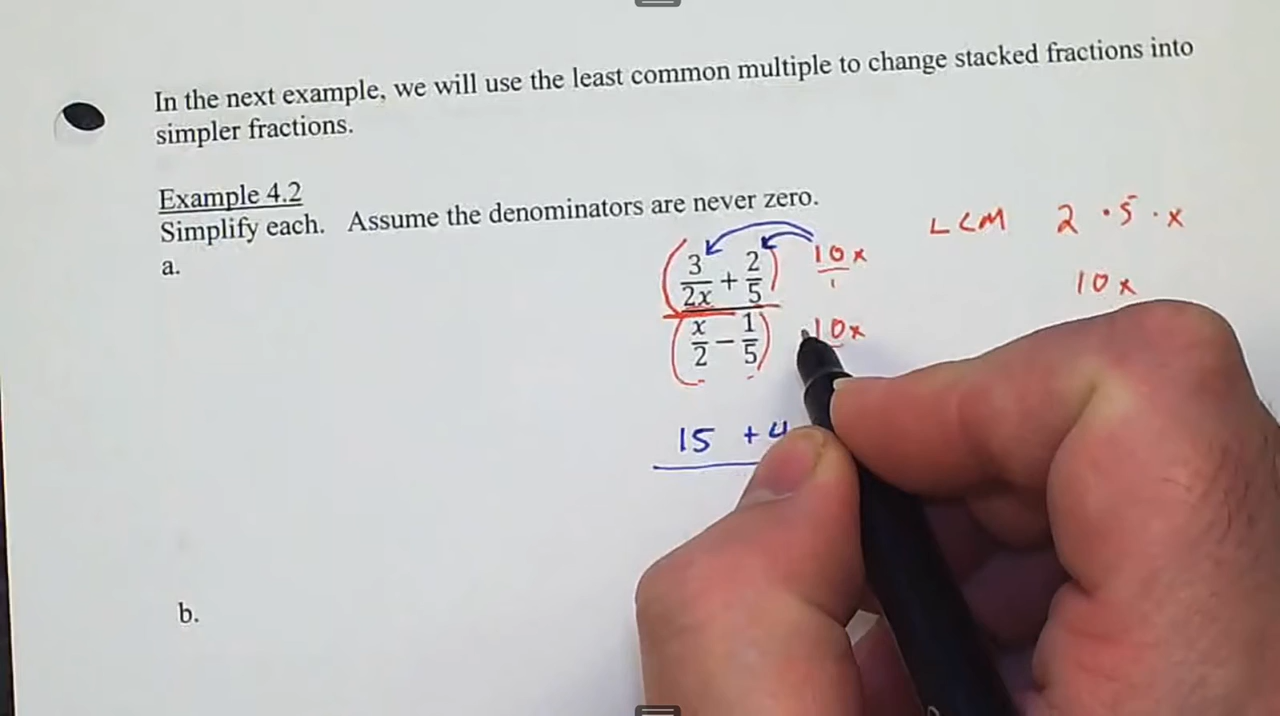 In the next example, we will use the least common multiple to change stacked fractions into
simpler fractions.
Example 4.2
Simplify each. Assume the denominators are never zero.
a.
(3/2x + 2/5) 10x/1
(x/2 − 1/5) 10x
LCM 2 · 5 · x
10x
15 + 4
b.